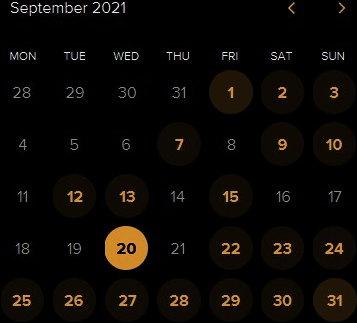 September 2021
MON TUE WED THU FRI SAT SUN
28 29 30 31 1 2 3
4 5 6 7 8 9 10
11 12 13 14 15 16 17
18 19 20 21 22 23 24
25 26 27 28 29 30 31